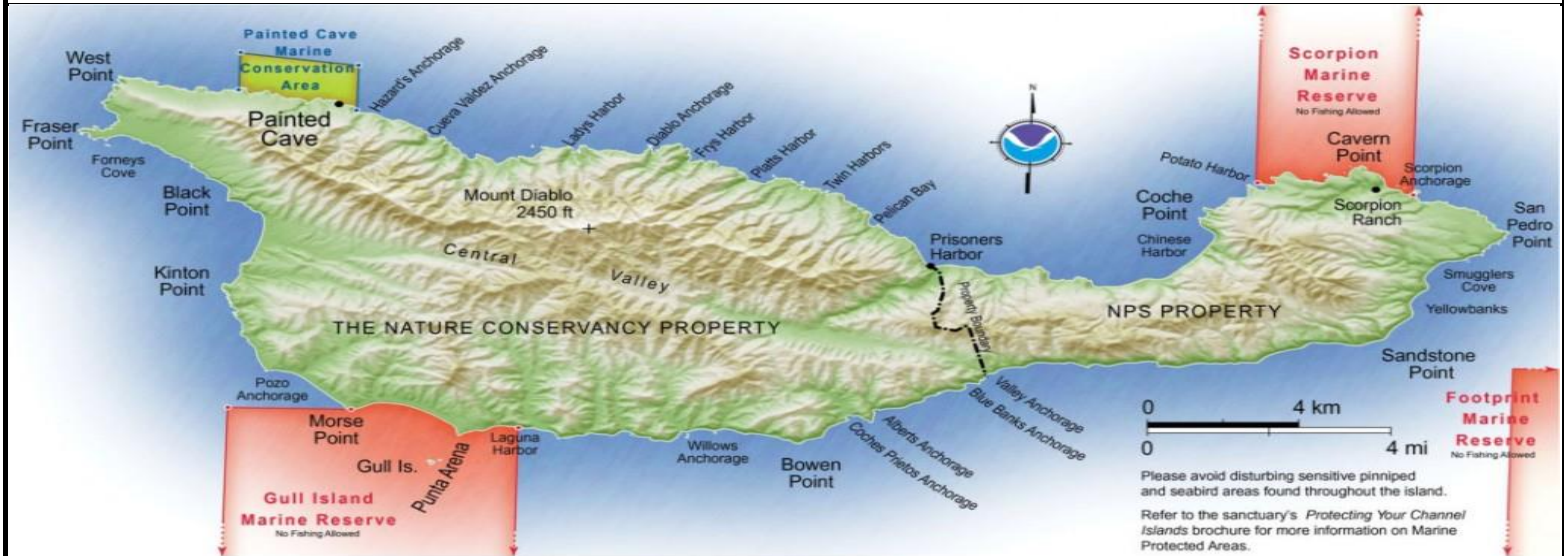 Painted Cave
Marine
Conservation
Area
West
Point
Fraser
Point
Forneys
Cove
Painted
Cave
Hazard's Anchorage
Cueva Valdez Anchorage
Ladys Harbor
Diablo Anchorage
Frys Harbor
Platts Harbor
Twin Harbors
Pelican Bay
Prisoners
Harbor
N
Scorpion
Marine
Reserve
No Fishing Allowed
Cavern
Point
Potato Harbor
Scorpion
Anchorage
Coche
Point
Scorpion
Ranch
San
Pedro
Point
Chinese
Harbor
Smugglers
Cove
Yellowbanks
Black
Point
Mount Diablo
2450 ft
Central
Valley
Kinton
Point
THE NATURE CONSERVANCY PROPERTY
Property Boundary
NPS PROPERTY
Sandstone
Point
Pozo
Anchorage
Morse
Point
Gull Is.
Punta Arena
Laguna
Harbor
Gull Island
Marine Reserve
No Fishing Allowed
Willows
Anchorage
Bowen
Point
Coches Prietos Anchorage
Alberts Anchorage
Blue Banks Anchorage
Valley Anchorage
0 4 km
0 4 mi
Footprint
Marine
Reserve
No Fishing Allowed
Please avoid disturbing sensitive pinniped
and seabird areas found throughout the island.
Refer to the sanctuary's Protecting Your Channel
Islands brochure for more information on Marine
Protected Areas.